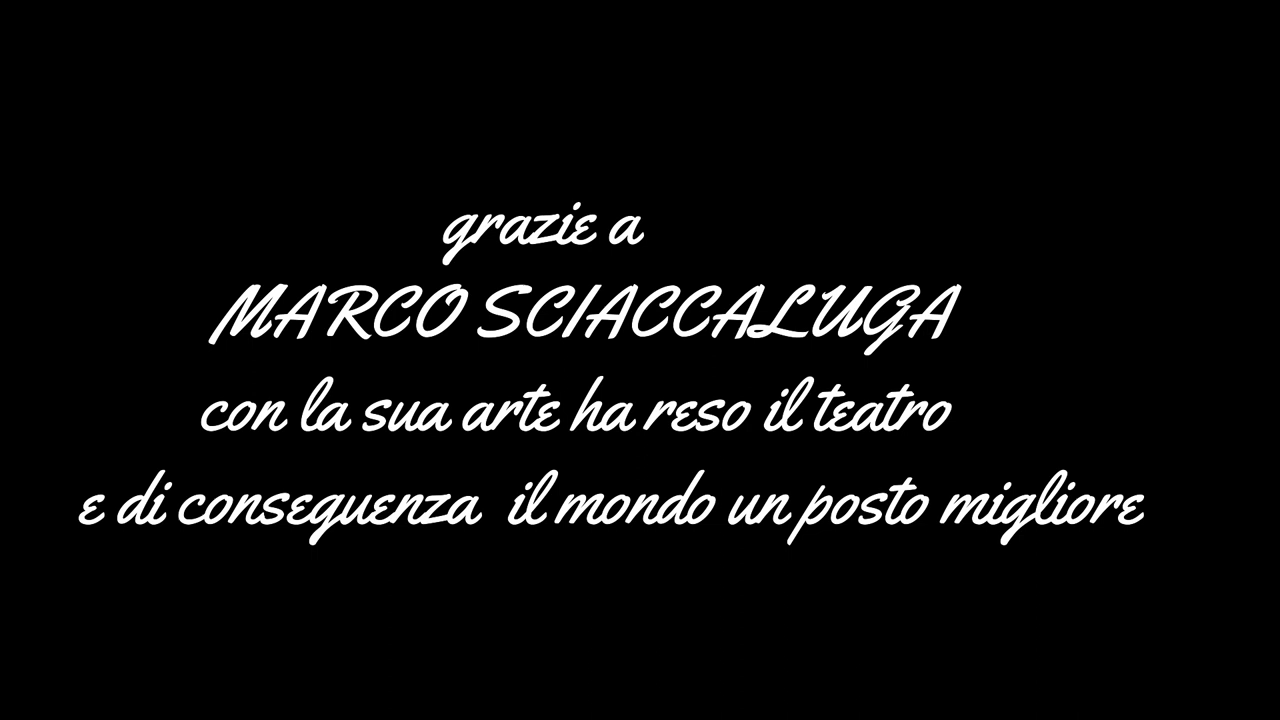 grazie a
MARCO SCIACCALUGA
con la sua arte ha reso il teatro
e di conseguenza il mondo un posto migliore